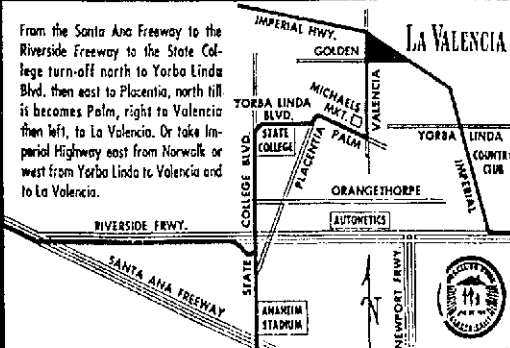 From the Santa Ana Freeway to the
Riverside Freeway to the State Col-
lege turn-off north to Yorba Linda
Blvd. then east to Placentia, north till
is becomes Palm, right to Valencia
then left, to La Valencia. Or take Im-
perial Highway east from Norwalk or
west from Yorba Linda to Valencia and
to La Valencia.
IMPERIAL HWY.
GOLDEN
LA VALENCIA
VALENCIA
MICHAELS
MKT.
YORBA LINDA
BLVD.
STATE
COLLEGE
PLACENTIA
PALM
YORBA LINDA
COUNTRY
CLUB
IMPERIAL
ORANGETHORPE
AUTONETICS
STATE COLLEGE BLVD.
RIVERSIDE FRWY.
SANTA ANA FREEWAY
ANAHEIM
STADIUM
N
NEWPORT FRWY